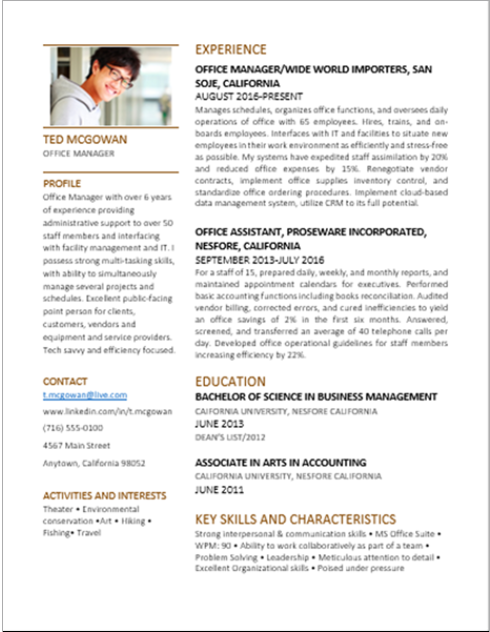 TED MCGOWAN
OFFICE MANAGER
PROFILE
Office Manager with over 6 years
of experience providing
administrative support to over 50
staff members and interfacing
with facility management and IT. I
possess strong multi-tasking skills,
with ability to simultaneously
manage several projects and
schedules. Excellent public-facing
point person for clients,
customers, vendors and
equipment and service providers.
Tech savvy and efficiency focused.
CONTACT
t.mcgowan@live.com
www.linkedin.com/in/t.mcgowan
(716) 555-0100
4567 Main Street
Anytown, California 98052
ACTIVITIES AND INTERESTS
Theater • Environmental
conservation •Art • Hiking •
Fishing• Travel
EXPERIENCE
OFFICE MANAGER/WIDE WORLD IMPORTERS, SAN
SOJE, CALIFORNIA
AUGUST 2016-PRESENT
Manages schedules, organizes office functions, and oversees daily
operations of office with 65 employees. Hires, trains, and on-
boards employees. Interfaces with IT and facilities to situate new
employees in their work environment as efficiently and stress-free
as possible. My systems have expedited staff assimilation by 20%
and reduced office expenses by 15%. Renegotiate vendor
contracts, implement office supplies inventory control, and
standardize office ordering procedures. Implement cloud-based
data management system, utilize CRM to its full potential.
OFFICE ASSISTANT, PROSEWARE INCORPORATED,
NESFORE, CALIFORNIA
SEPTEMBER 2013-JULY 2016
For a staff of 15, prepared daily, weekly, and monthly reports, and
maintained appointment calendars for executives. Performed
basic accounting functions including books reconciliation. Audited
vendor billing, corrected errors, and cured inefficiencies to yield
an office savings of 2% in the first six months. Answered,
screened, and transferred an average of 40 telephone calls per
day. Developed office operational guidelines for staff members
increasing efficiency by 22%.
EDUCATION
BACHELOR OF SCIENCE IN BUSINESS MANAGEMENT
CAIFORNIA UNIVERSITY, NESFORE CALIFORNIA
JUNE 2013
DEAN'S LIST/2012
ASSOCIATE IN ARTS IN ACCOUNTING
CALIFORNIA UNIVERSITY, NESFORE CALIFORNIA
JUNE 2011
KEY SKILLS AND CHARACTERISTICS
Strong interpersonal & communication skills • MS Office Suite •
WPM: 90 • Ability to work collaboratively as part of a team •
Problem Solving • Leadership • Meticulous attention to detail •
Excellent Organizational skills • Poised under pressure